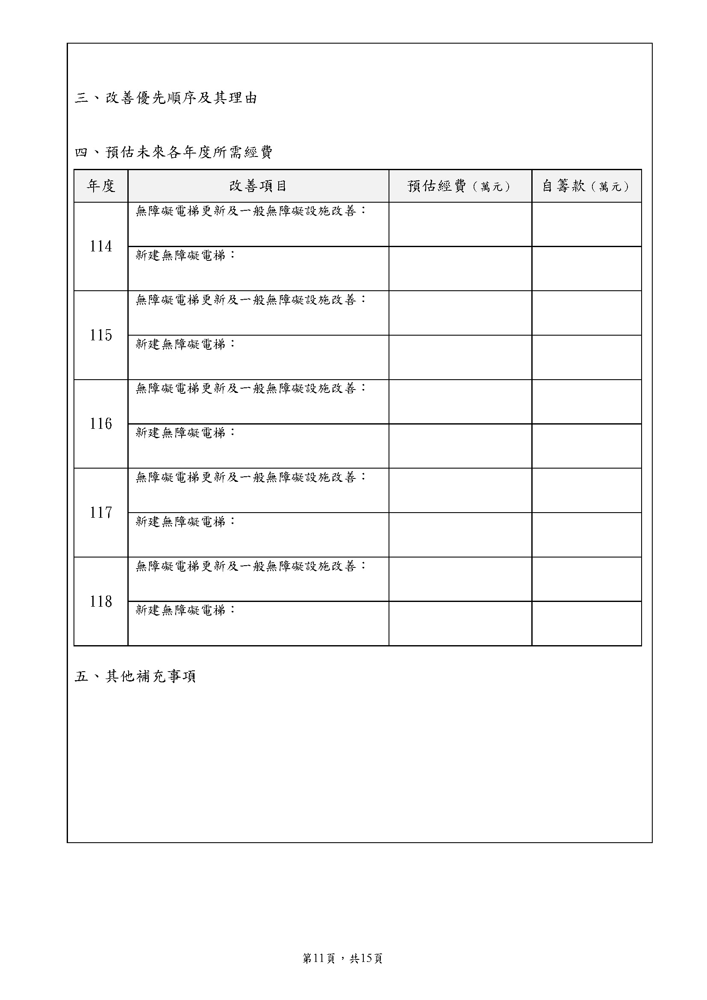 三、改善優先順序及其理由
四、預估未來各年度所需經費
年度 改善項目 預估經費（萬元） 自籌款（萬元）
114
無障礙電梯更新及一般無障礙設施改善：
新建無障礙電梯：
115
無障礙電梯更新及一般無障礙設施改善：
新建無障礙電梯：
116
無障礙電梯更新及一般無障礙設施改善：
新建無障礙電梯：
117
無障礙電梯更新及一般無障礙設施改善：
新建無障礙電梯：
118
無障礙電梯更新及一般無障礙設施改善：
新建無障礙電梯：
五、其他補充事項
第11頁，共15頁